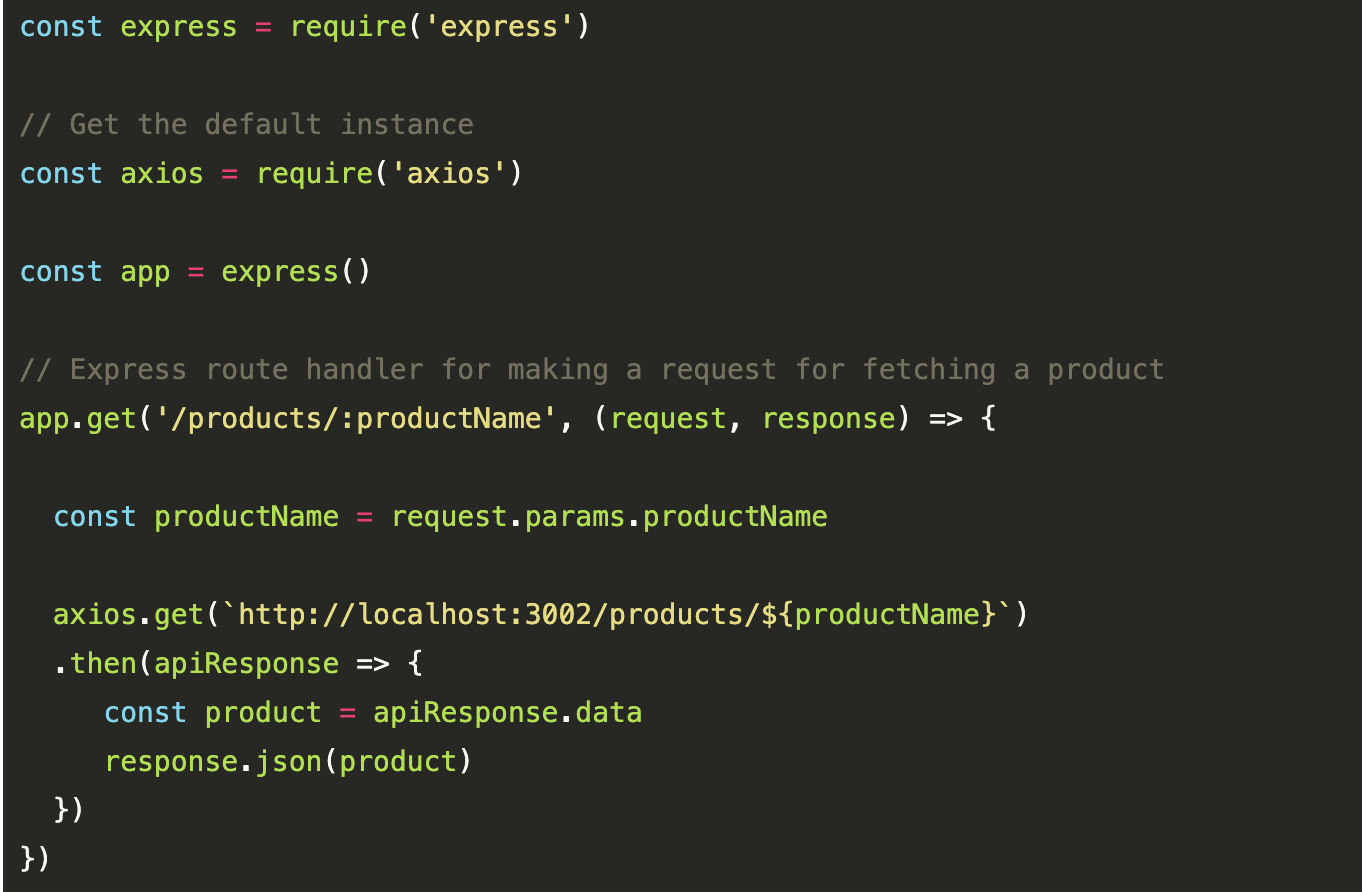 const express = require('express')
// Get the default instance
const axios = require('axios')
const app = express()
// Express route handler for making a request for fetching a product
app.get('/products/:productName', (request, response) => {
  const productName = request.params.productName
  axios.get(`http://localhost:3002/products/${productName}`)
  .then(apiResponse => {
     const product = apiResponse.data
     response.json(product)
  })
})